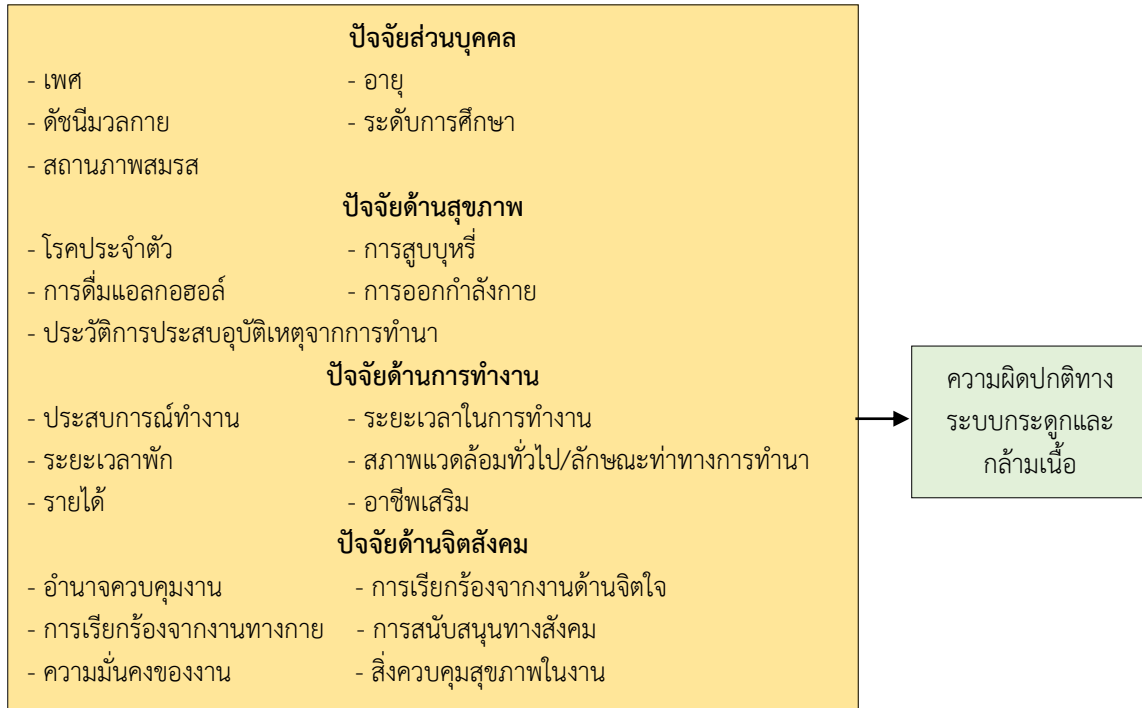 ปัจจัยส่วนบุคคล
- เพศ - อายุ
- ดัชนีมวลกาย - ระดับการศึกษา
- สถานภาพสมรส
ปัจจัยด้านสุขภาพ
- โรคประจำตัว - การสูบบุหรี่
- การดื่มแอลกอฮอล์ - การออกกำลังกาย
- ประวัติการประสบอุบัติเหตุจากการทำนา
ปัจจัยด้านการทำงาน
- ประสบการณ์ทำงาน - ระยะเวลาในการทำงาน
- ระยะเวลาพัก - สภาพแวดล้อมทั่วไป/ลักษณะท่าทางการทำนา
- รายได้ - อาชีพเสริม
ปัจจัยด้านจิตสังคม
- อำนาจควบคุมงาน - การเรียกร้องจากงานด้านจิตใจ
- การเรียกร้องจากงานทางกาย - การสนับสนุนทางสังคม
- ความมั่นคงของงาน - สิ่งควบคุมสุขภาพในงาน
ความผิดปกติทาง
ระบบกระดูกและ
กล้ามเนื้อ